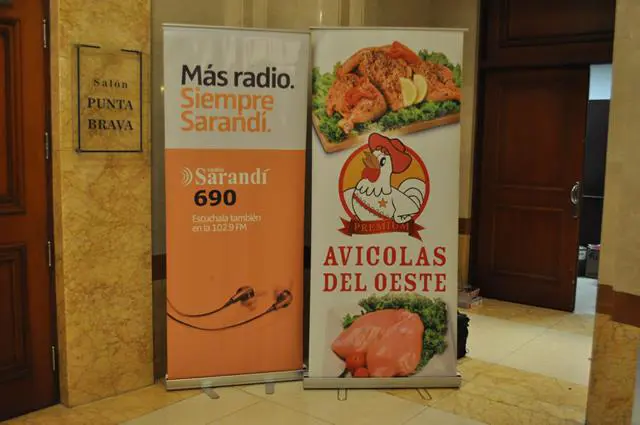 Salón
PUNTA
BRAVA
Más radio.
Siempre
Sarandí.
radio
Sarandí
690
Escuchala también
en la 102.9 FM
PREMIUM
AVICOLAS
DEL OESTE